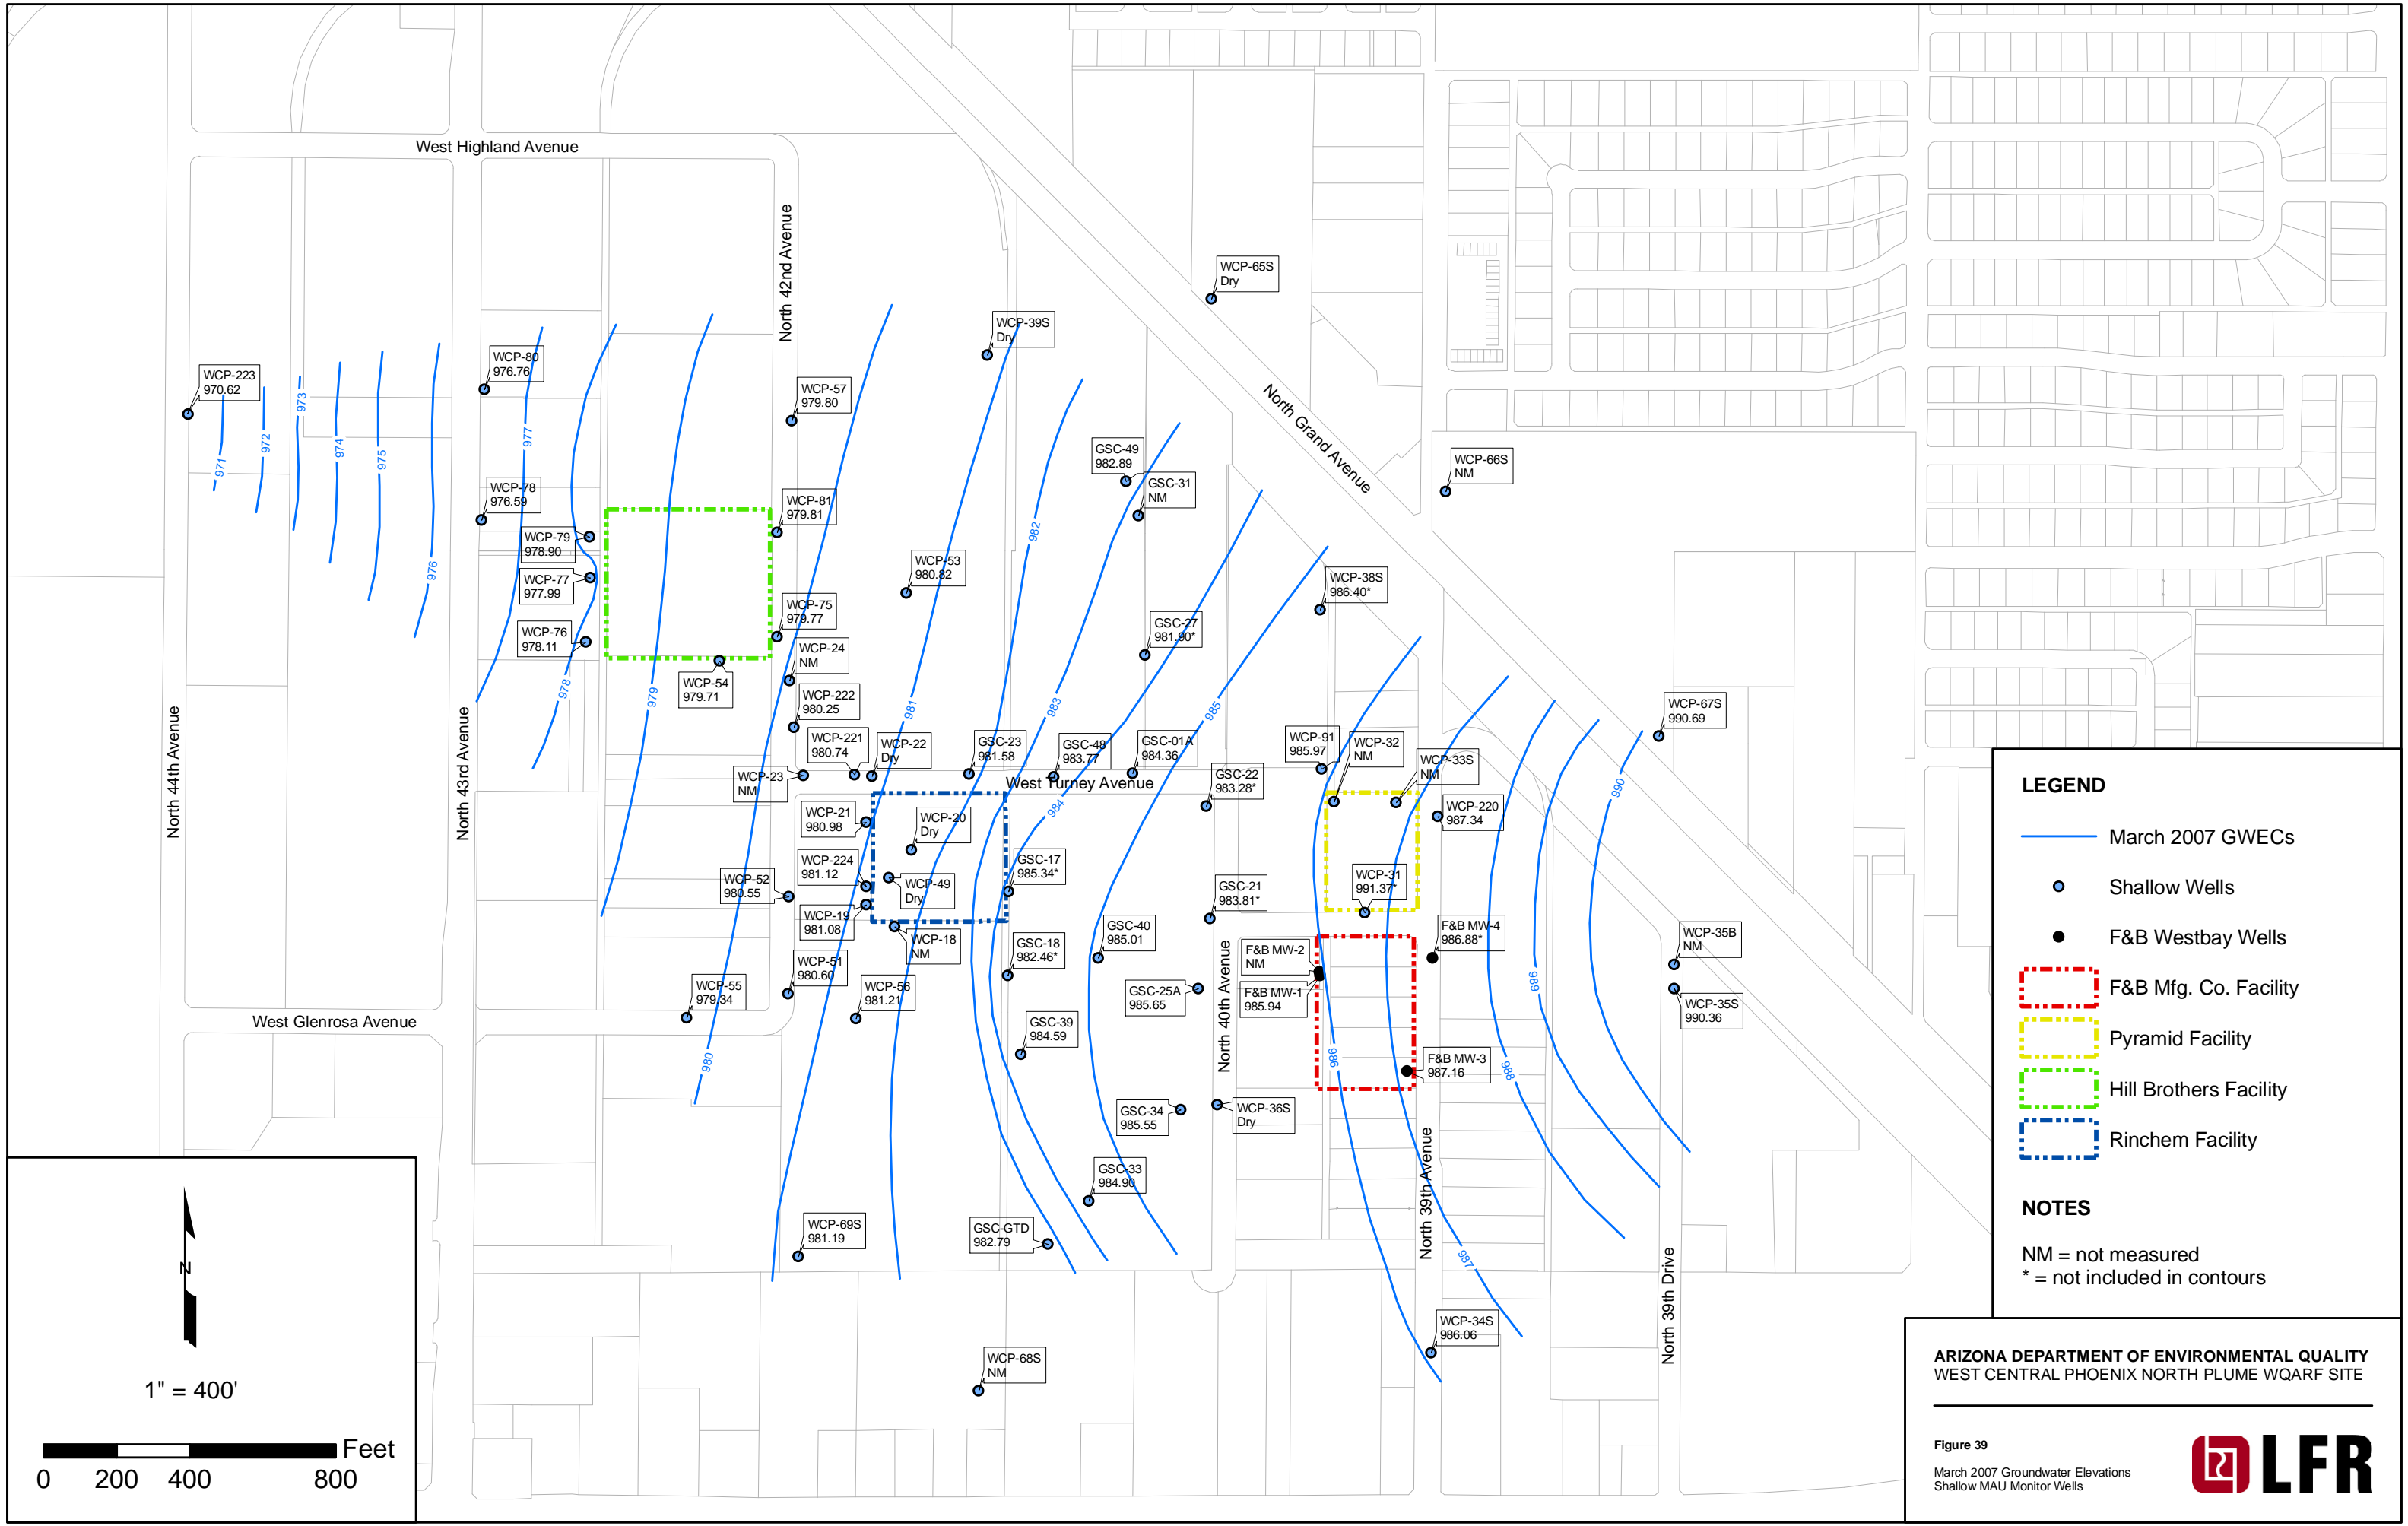 West Highland Avenue
North 42nd Avenue
WCP-65S
Dry
WCP-39S
Dry
WCP-80
976.76
WCP-223
970.62
WCP-57
979.80
North Grand Avenue
973
972
971
974
975
977
976
GSC-49
982.89
GSC-31
NM
WCP-66S
NM
WCP-78
976.59
WCP-81
979.81
982
WCP-79
978.90
WCP-77
977.99
WCP-53
980.82
WCP-38S
986.40*
WCP-75
979.77
GSC-27
981.90*
WCP-76
978.11
WCP-24
NM
WCP-54
979.71
978
979
981
983
985
WCP-222
980.25
WCP-67S
990.69
North 44th Avenue
North 43rd Avenue
WCP-221
980.74
WCP-22
Dry
GSC-23
981.58
GSC-48
983.77
GSC-01A
984.36
WCP-91
985.97
WCP-32
NM
WCP-33S
NM
WCP-23
NM
West Turney Avenue
GSC-22
983.28*
990
984
WCP-21
980.98
WCP-20
Dry
WCP-220
987.34
WCP-224
981.12
GSC-17
985.34*
WCP-52
980.55
WCP-49
Dry
WCP-31
991.37*
GSC-21
983.81*
WCP-19
981.08
WCP-18
NM
GSC-18
982.46*
GSC-40
985.01
F&B MW-2
NM
F&B MW-4
986.88*
WCP-35B
NM
WCP-51
980.60
WCP-55
979.34
WCP-56
981.21
GSC-25A
985.65
F&B MW-1
985.94
989
WCP-35S
990.36
West Glenrosa Avenue
GSC-39
984.59
North 40th Avenue
980
986
988
F&B MW-3
987.16
GSC-34
985.55
WCP-36S
Dry
GSC-33
984.90
North 39th Avenue
WCP-69S
981.19
GSC-GTD
982.79
987
North 39th Drive
WCP-34S
986.06
WCP-68S
NM
N
1" = 400'
Feet
0 200 400 800
LEGEND
March 2007 GWECs
Shallow Wells
F&B Westbay Wells
F&B Mfg. Co. Facility
Pyramid Facility
Hill Brothers Facility
Rinchem Facility
NOTES
NM = not measured
* = not included in contours
ARIZONA DEPARTMENT OF ENVIRONMENTAL QUALITY
WEST CENTRAL PHOENIX NORTH PLUME WQARF SITE
Figure 39
March 2007 Groundwater Elevations
Shallow MAU Monitor Wells
LFR